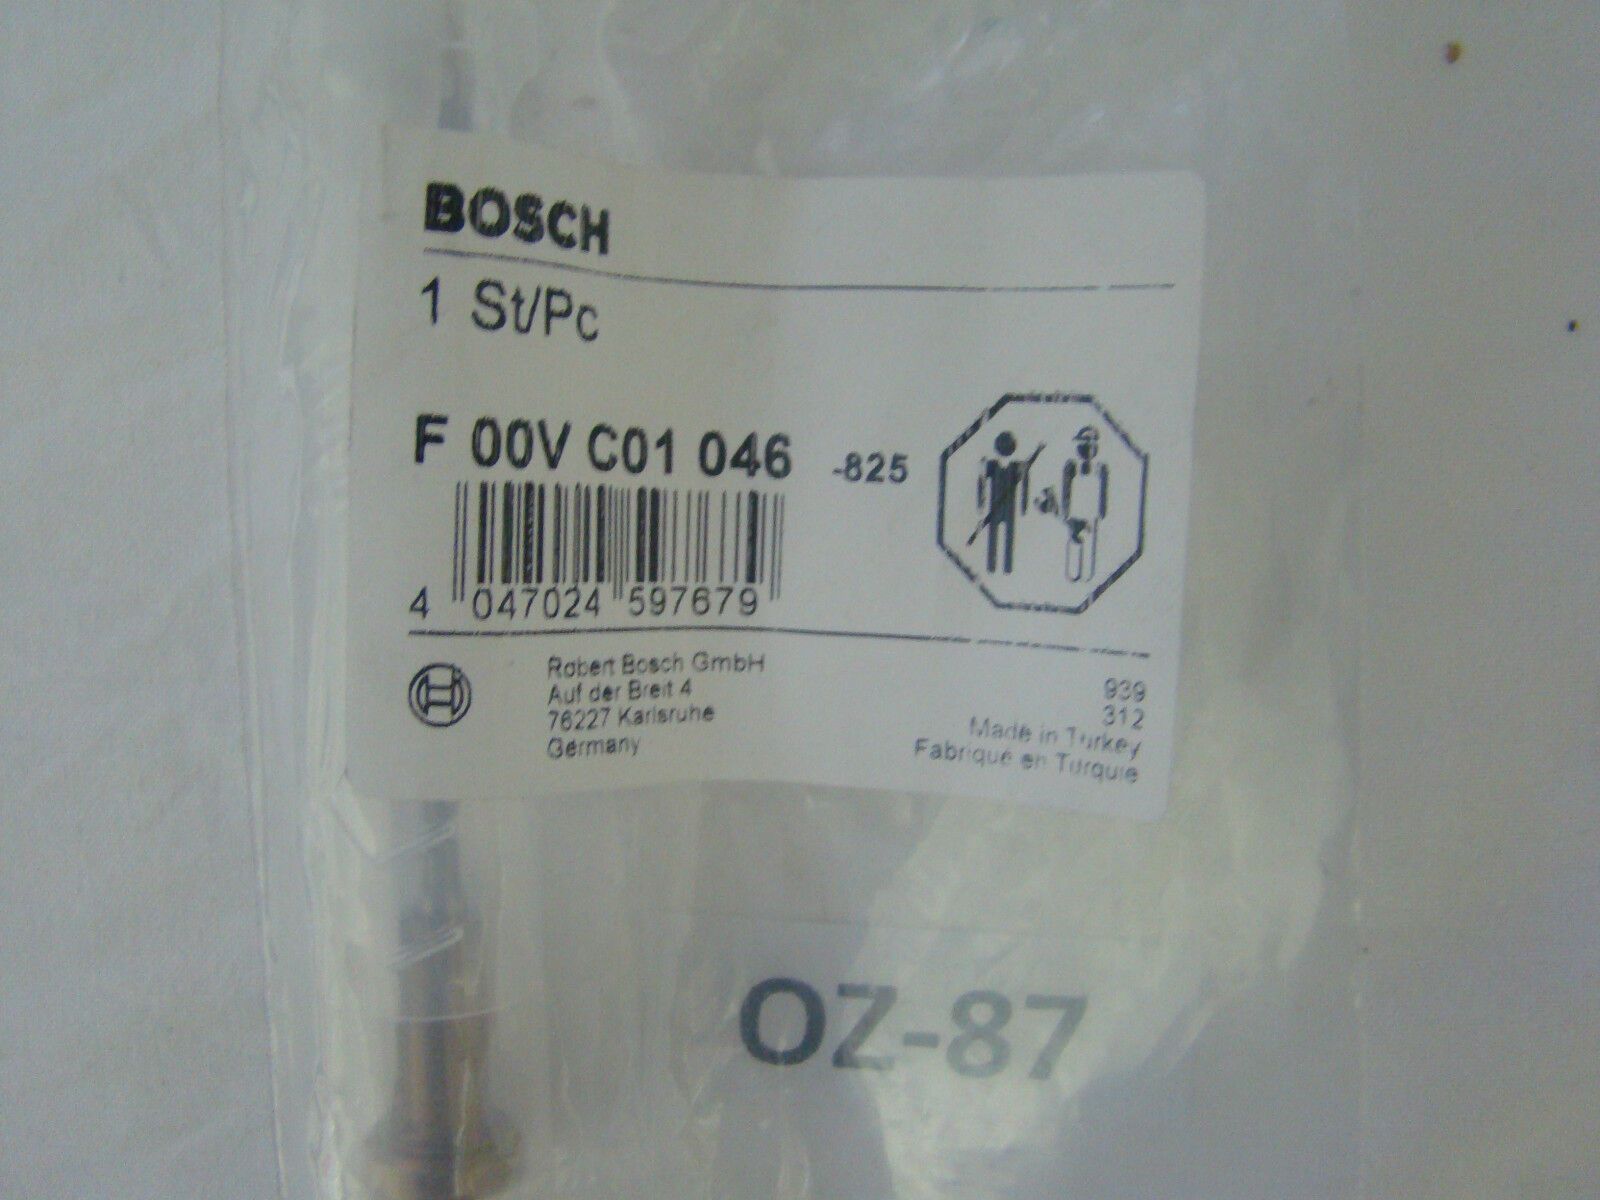 BOSCH
1 St/Pc
F 00V C01 046 -825
4 047024 597679
Robert Bosch GmbH
Auf der Breit 4
76227 Karlsruhe
Germany
939
312
Made in Turkey
Fabriqué en Turquie
OZ-87